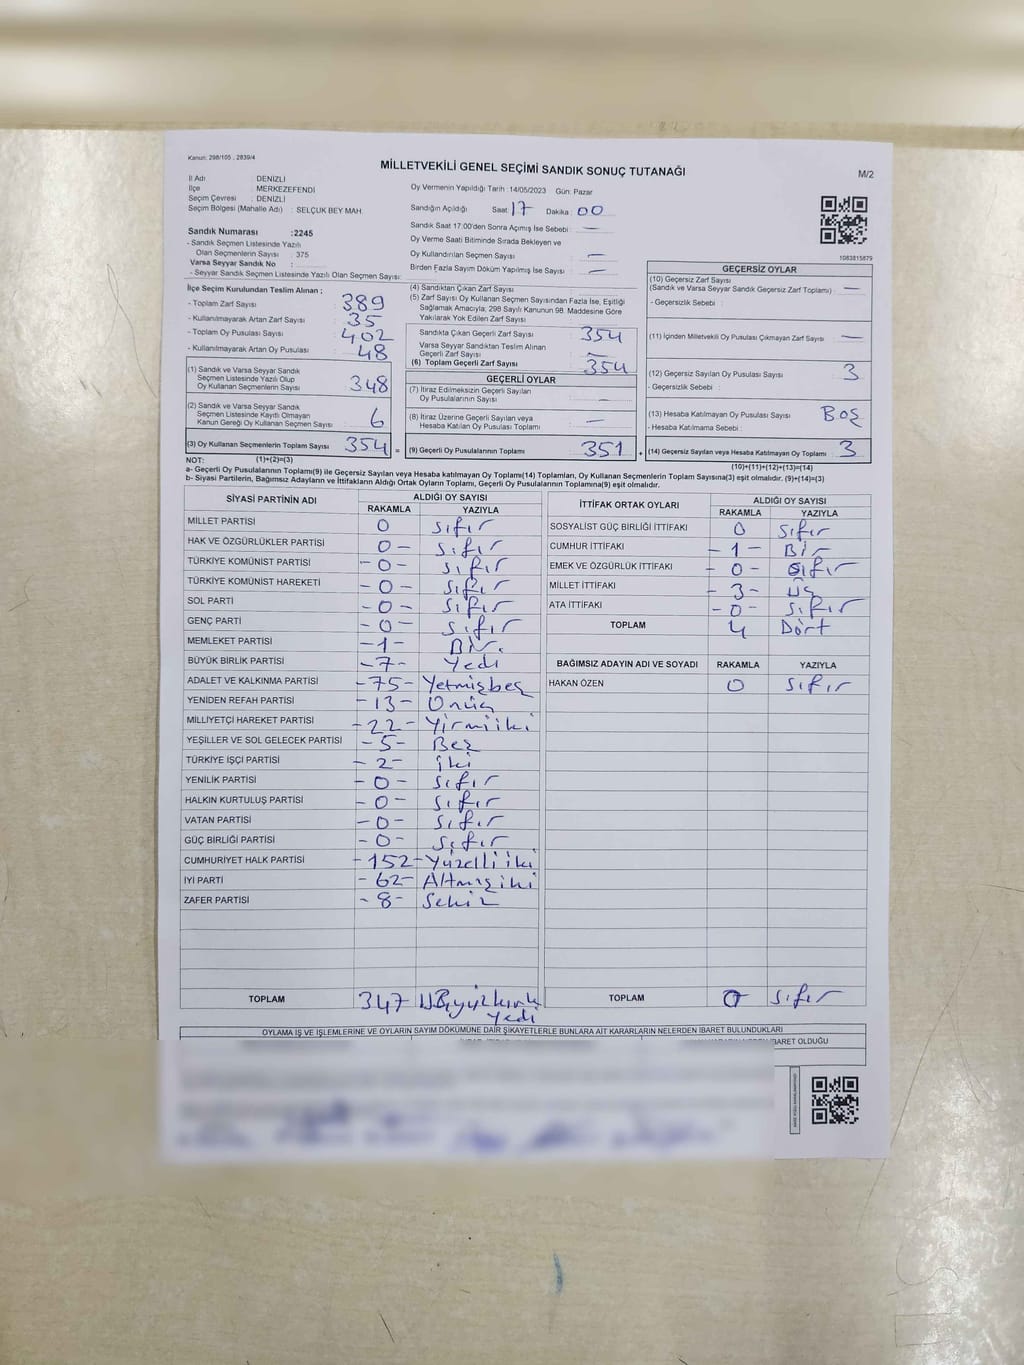 Kanun: 298/105 , 2839/4
MİLLETVEKİLİ GENEL SEÇİMİ SANDIK SONUÇ TUTANAĞI
M/2
İl Adı DENİZLİ
İlçe MERKEZEFENDİ
Seçim Çevresi : DENİZLİ
Seçim Bölgesi (Mahalle Adı) : SELÇUK BEY MAH.
Sandık Numarası :2245
- Sandık Seçmen Listesinde Yazılı
Olan Seçmenlerin Sayısı : 375
Varsa Seyyar Sandık No :
- Seyyar Sandık Seçmen Listesinde Yazılı Olan Seçmen Sayısı:
Oy Vermenin Yapıldığı Tarih : 14/05/2023 Gün: Pazar
Sandığın Açıldığı Saat 17 Dakika : 00
Sandık Saat 17:00'den Sonra Açımış İse Sebebi : —
Oy Verme Saati Bitiminde Sırada Bekleyen ve
Oy Kullandırılan Seçmen Sayısı : —
Birden Fazla Sayım Döküm Yapılmış İse Sayısı : —
1083815879
İlçe Seçim Kurulundan Teslim Alınan ;
- Toplam Zarf Sayısı : 389
- Kullanılmayarak Artan Zarf Sayısı : 35
- Toplam Oy Pusulası Sayısı : 402
- Kullanılmayarak Artan Oy Pusulası : 48
(1) Sandık ve Varsa Seyyar Sandık
Seçmen Listesinde Yazılı Olup
Oy Kullanan Seçmenlerin Sayısı 348
(2) Sandık ve Varsa Seyyar Sandık
Seçmen Listesinde Kayıtlı Olmayan
Kanun Gereği Oy Kullanan Seçmen Sayısı 6
(3) Oy Kullanan Seçmenlerin Toplam Sayısı 354
(1)+(2)=(3)
(4) Sandıktan Çıkan Zarf Sayısı
(5) Zarf Sayısı Oy Kullanan Seçmen Sayısından Fazla İse, Eşitliği
Sağlamak Amacıyla, 298 Sayılı Kanunun 98. Maddesine Göre
Yakılarak Yok Edilen Zarf Sayısı
Sandıkta Çıkan Geçerli Zarf Sayısı : 354
Varsa Seyyar Sandıktan Teslim Alınan
Geçerli Zarf Sayısı : —
(6) Toplam Geçerli Zarf Sayısı 354
GEÇERLİ OYLAR
(7) İtiraz Edilmeksizin Geçerli Sayılan
Oy Pusulalarının Sayısı : —
(8) İtiraz Üzerine Geçerli Sayılan veya
Hesaba Katılan Oy Pusulası Toplamı : —
= (9) Geçerli Oy Pusulalarının Toplamı 351
GEÇERSİZ OYLAR
(10) Geçersiz Zarf Sayısı
(Sandık ve Varsa Seyyar Sandık Geçersiz Zarf Toplamı) : —
- Geçersizlik Sebebi :
(11) İçinden Milletvekili Oy Pusulası Çıkmayan Zarf Sayısı : —
(12) Geçersiz Sayılan Oy Pusulası Sayısı : 3
- Geçersizlik Sebebi :
(13) Hesaba Katılmayan Oy Pusulası Sayısı : Boş
- Hesaba Katılmama Sebebi :
+ (14) Geçersiz Sayılan veya Hesaba Katılmayan Oy Toplamı 3
(10)+(11)+(12)+(13)=(14)
NOT:
a- Geçerli Oy Pusulalarının Toplamı(9) ile Geçersiz Sayılan veya Hesaba katılmayan Oy Toplamı(14) Toplamları, Oy Kullanan Seçmenlerin Toplam Sayısına(3) eşit olmalıdır. (9)+(14)=(3)
b- Siyasi Partilerin, Bağımsız Adayların ve İttifakların Aldığı Ortak Oyların Toplamı, Geçerli Oy Pusulalarının Toplamına(9) eşit olmalıdır.
SİYASİ PARTİNİN ADI ALDIĞI OY SAYISI
RAKAMLA YAZIYLA
MİLLET PARTİSİ 0 sıfır
HAK VE ÖZGÜRLÜKLER PARTİSİ 0 - sıfır
TÜRKİYE KOMÜNİST PARTİSİ - 0 - sıfır
TÜRKİYE KOMÜNİST HAREKETİ - 0 - sıfır
SOL PARTİ - 0 - sıfır
GENÇ PARTİ - 0 - sıfır
MEMLEKET PARTİSİ - 1 - Bir.
BÜYÜK BİRLİK PARTİSİ - 7 - Yedi
ADALET VE KALKINMA PARTİSİ - 75 - Yetmişbeş
YENİDEN REFAH PARTİSİ - 13 - Onüç
MİLLİYETÇİ HAREKET PARTİSİ - 22 - Yirmiiki
YEŞİLLER VE SOL GELECEK PARTİSİ - 5 - Beş
TÜRKİYE İŞÇİ PARTİSİ - 2 - iki
YENİLİK PARTİSİ - 0 - sıfır
HALKIN KURTULUŞ PARTİSİ - 0 - sıfır
VATAN PARTİSİ - 0 - sıfır
GÜÇ BİRLİĞİ PARTİSİ - 0 - sıfır
CUMHURİYET HALK PARTİSİ - 152 - Yüzelliiki
İYİ PARTİ - 62 - Altmışiki
ZAFER PARTİSİ - 8 - Sekiz
TOPLAM 347 yedi
İTTİFAK ORTAK OYLARI ALDIĞI OY SAYISI
RAKAMLA YAZIYLA
SOSYALİST GÜÇ BİRLİĞİ İTTİFAKI 0 sıfır
CUMHUR İTTİFAKI - 1 - Bir
EMEK VE ÖZGÜRLÜK İTTİFAKI - 0 - sıfır
MİLLET İTTİFAKI - 3 - üç
ATA İTTİFAKI - 0 - sıfır
TOPLAM 4 Dört
BAĞIMSIZ ADAYIN ADI VE SOYADI RAKAMLA YAZIYLA
HAKAN ÖZEN 0 sıfır
TOPLAM 0 sıfır
OYLAMA İŞ VE İŞLEMLERİNE VE OYLARIN SAYIM DÖKÜMÜNE DAİR ŞİKAYETLERLE BUNLARA AİT KARARLARIN NELERDEN İBARET BULUNDUKLARI
İBARET OLDUĞU